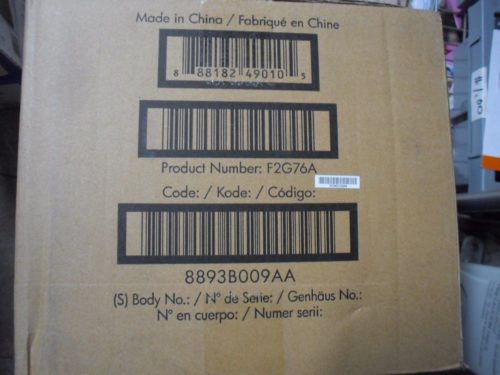 Made in China / Fabriqué en Chine
8 88182 49010 5
Product Number: F2G76A
Code: / Kode: / Código:
8893B009AA
(S) Body No.: / N° de Serie: / Genhäus No.:
N° en cuerpo: / Numer serii: